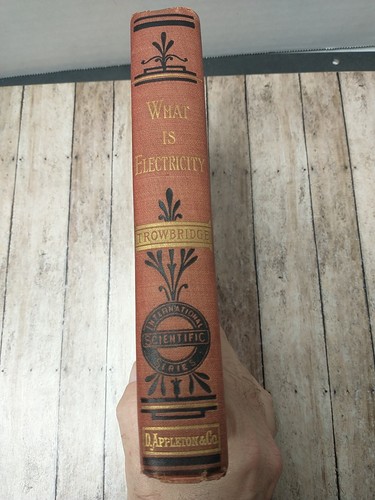 WHAT
IS
ELECTRICITY
TROWBRIDGE
INTERNATIONAL
SCIENTIFIC
SERIES
D. APPLETON & CO.